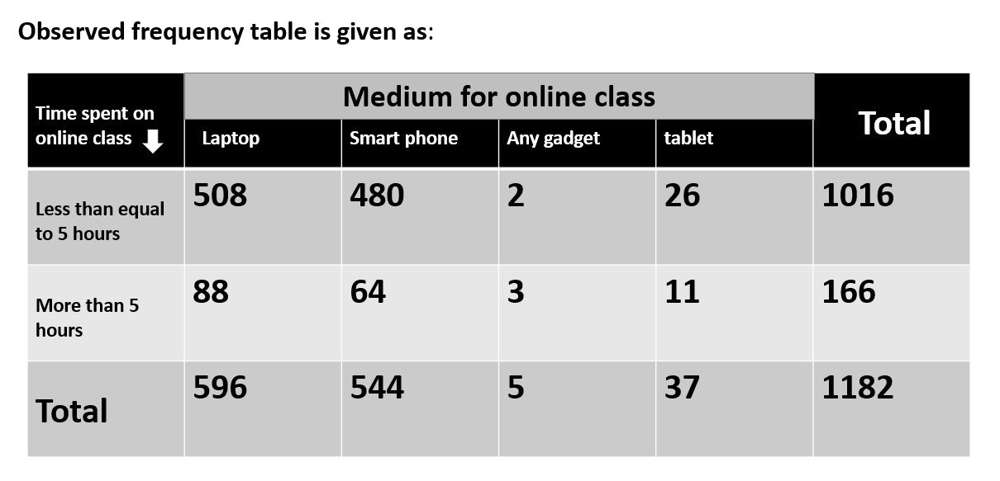 Observed frequency table is given as:
Time spent on
online class
Medium for online class
Total
Laptop
Smart phone
Any gadget
tablet
Less than equal
to 5 hours
508
480
2
26
1016
More than 5
hours
88
64
3
11
166
Total
596
544
5
37
1182